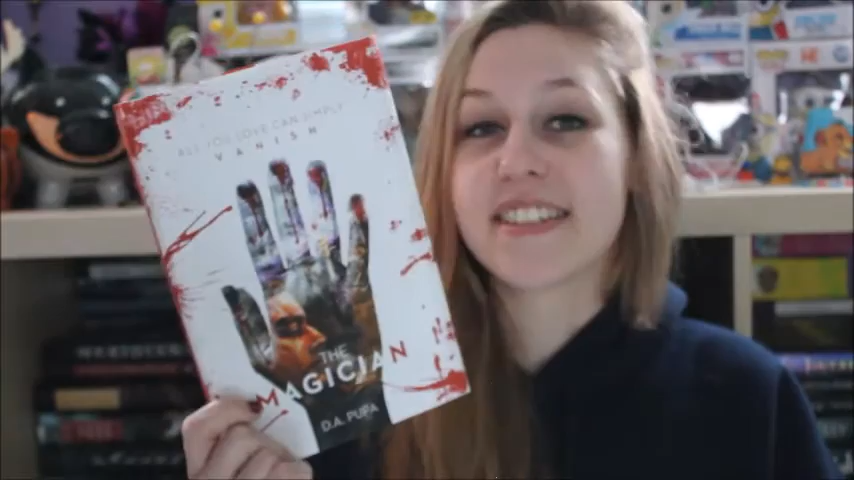 ALL YOU LOVE CAN SIMPLY
VANISH
THE
MAGICIAN
D.A. PUPA